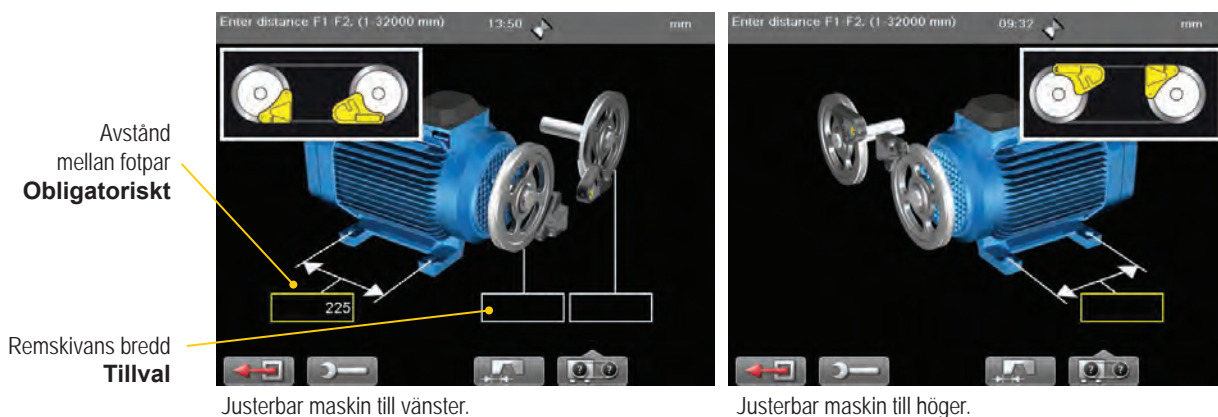 Enter distance F1-F2. (1-32000 mm) 13:50 mm
Enter distance F1-F2. (1-32000 mm) 09:32 mm
Avstånd
mellan fotpar
Obligatoriskt
225
Remskivans bredd
Tillval
? ?
? ?
Justerbar maskin till vänster.
Justerbar maskin till höger.